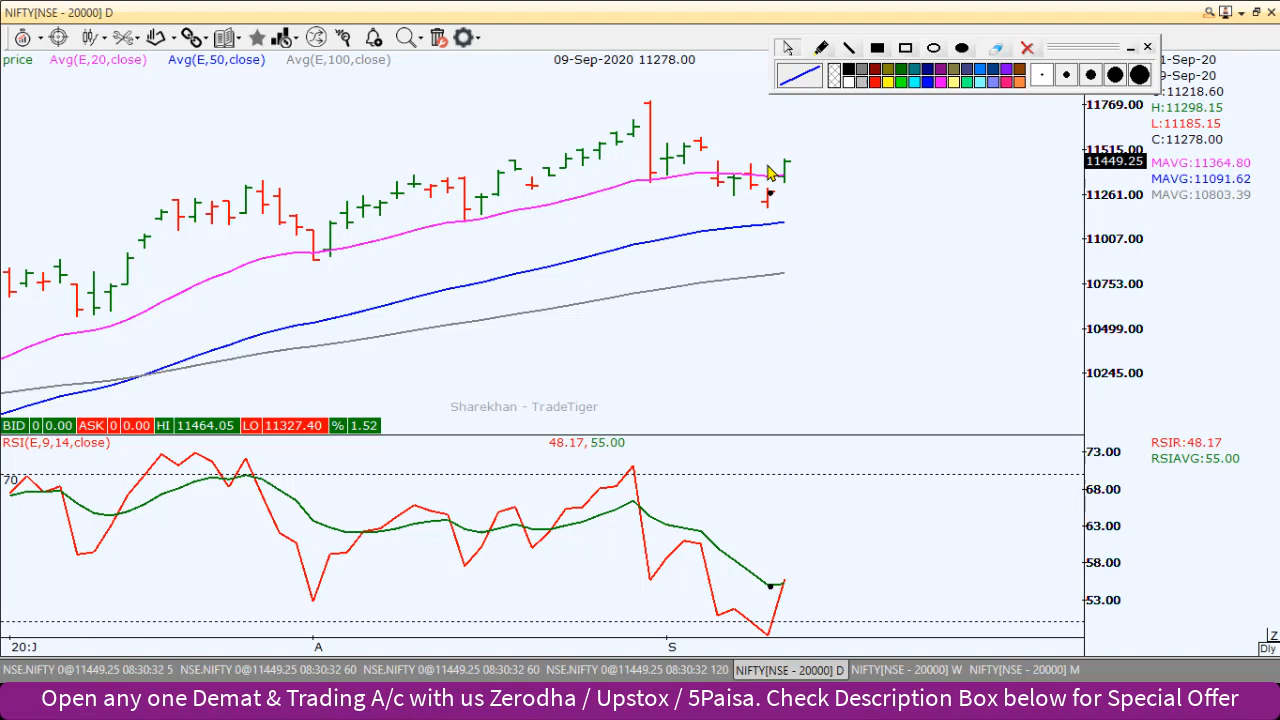 NIFTY[NSE - 20000] D
price Avg(E,20,close) Avg(E,50,close) Avg(E,100,close) 09-Sep-2020 11278.00
1-Sep-20
9-Sep-20
:11218.60
H:11298.15
L:11185.15
C:11278.00
MAVG:11364.80
MAVG:11091.62
MAVG:10803.39
11769.00
11515.00
11449.25
11261.00
11007.00
10753.00
10499.00
10245.00
Sharekhan - TradeTiger
BID 0 0.00 ASK 0 0.00 HI 11464.05 LO 11327.40 % 1.52
RSI(E,9,14,close) 48.17, 55.00
RSIR:48.17
RSIAVG:55.00
70
73.00
68.00
63.00
58.00
53.00
20:J A S
Z
Dly
NSE.NIFTY 0@11449.25 08:30:32 5 NSE.NIFTY 0@11449.25 08:30:32 60 NSE.NIFTY 0@11449.25 08:30:32 60 NSE.NIFTY 0@11449.25 08:30:32 120 NIFTY[NSE - 20000] D NIFTY[NSE - 20000] W NIFTY[NSE - 20000] M
Open any one Demat & Trading A/c with us Zerodha / Upstox / 5Paisa. Check Description Box below for Special Offer